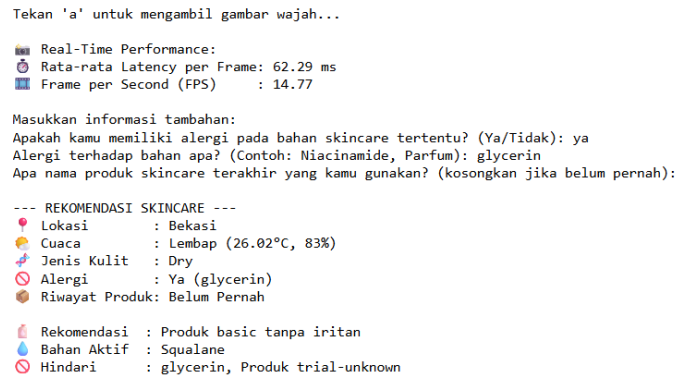 Tekan 'a' untuk mengambil gambar wajah...
📷 Real-Time Performance:
⏱ Rata-rata Latency per Frame: 62.29 ms
🎞 Frame per Second (FPS)     : 14.77
Masukkan informasi tambahan:
Apakah kamu memiliki alergi pada bahan skincare tertentu? (Ya/Tidak): ya
Alergi terhadap bahan apa? (Contoh: Niacinamide, Parfum): glycerin
Apa nama produk skincare terakhir yang kamu gunakan? (kosongkan jika belum pernah):
--- REKOMENDASI SKINCARE ---
📍 Lokasi        : Bekasi
🌤 Cuaca         : Lembap (26.02°C, 83%)
🧬 Jenis Kulit   : Dry
🚫 Alergi        : Ya (glycerin)
📦 Riwayat Produk: Belum Pernah
🧴 Rekomendasi  : Produk basic tanpa iritan
💧 Bahan Aktif  : Squalane
🚫 Hindari      : glycerin, Produk trial-unknown